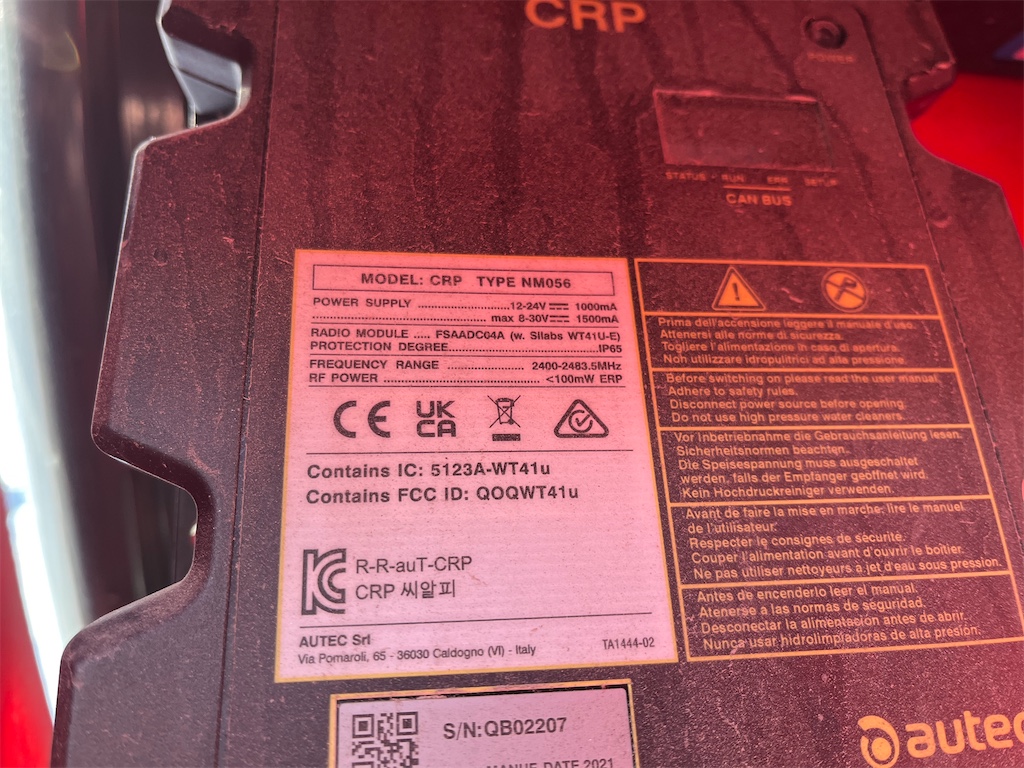 CRP
POWER
STATUS - RUN ERR SETUP
CAN BUS
MODEL: CRP TYPE NM056
POWER SUPPLY ........................ 12-24V⎓ 1000mA
................................................ max 8-30V⎓ 1500mA
RADIO MODULE .... FSAADC04A (w. Silabs WT41U-E)
PROTECTION DEGREE..........................................IP65
FREQUENCY RANGE ........................ 2400-2483.5MHz
RF POWER ............................................ <100mW ERP
CE UK
CA
Contains IC: 5123A-WT41u
Contains FCC ID: QOQWT41u
R-R-auT-CRP
CRP 씨알피
AUTEC Srl
Via Pomaroli, 65 - 36030 Caldogno (VI) - Italy
TA1444-02
Prima dell'accensione leggere il manuale d'uso.
Attenersi alle norme di sicurezza.
Togliere l'alimentazione in caso di apertura.
Non utilizzare idropulitrici ad alta pressione.
Before switching on please read the user manual.
Adhere to safety rules.
Disconnect power source before opening.
Do not use high pressure water cleaners.
Vor Inbetriebnahme die Gebrauchsanleitung lesen.
Sicherheitsnormen beachten.
Die Speisespannung muss ausgeschaltet
werden, falls der Empfänger geöffnet wird.
Kein Hochdruckreiniger verwenden.
Avant de faire la mise en marche, lire le manuel
de l'utilisateur.
Respecter le consignes de sécurité.
Couper l'alimentation avant d'ouvrir le boîtier.
Ne pas utiliser nettoyeurs a jet d'eau sous pression.
Antes de encenderlo leer el manual.
Atenerse a las normas de seguridad.
Desconectar la alimentación antes de abrir.
Nunca usar hidrolimpiadoras de alta presión.
S/N:QB02207
MANUF.DATE 2021
autec